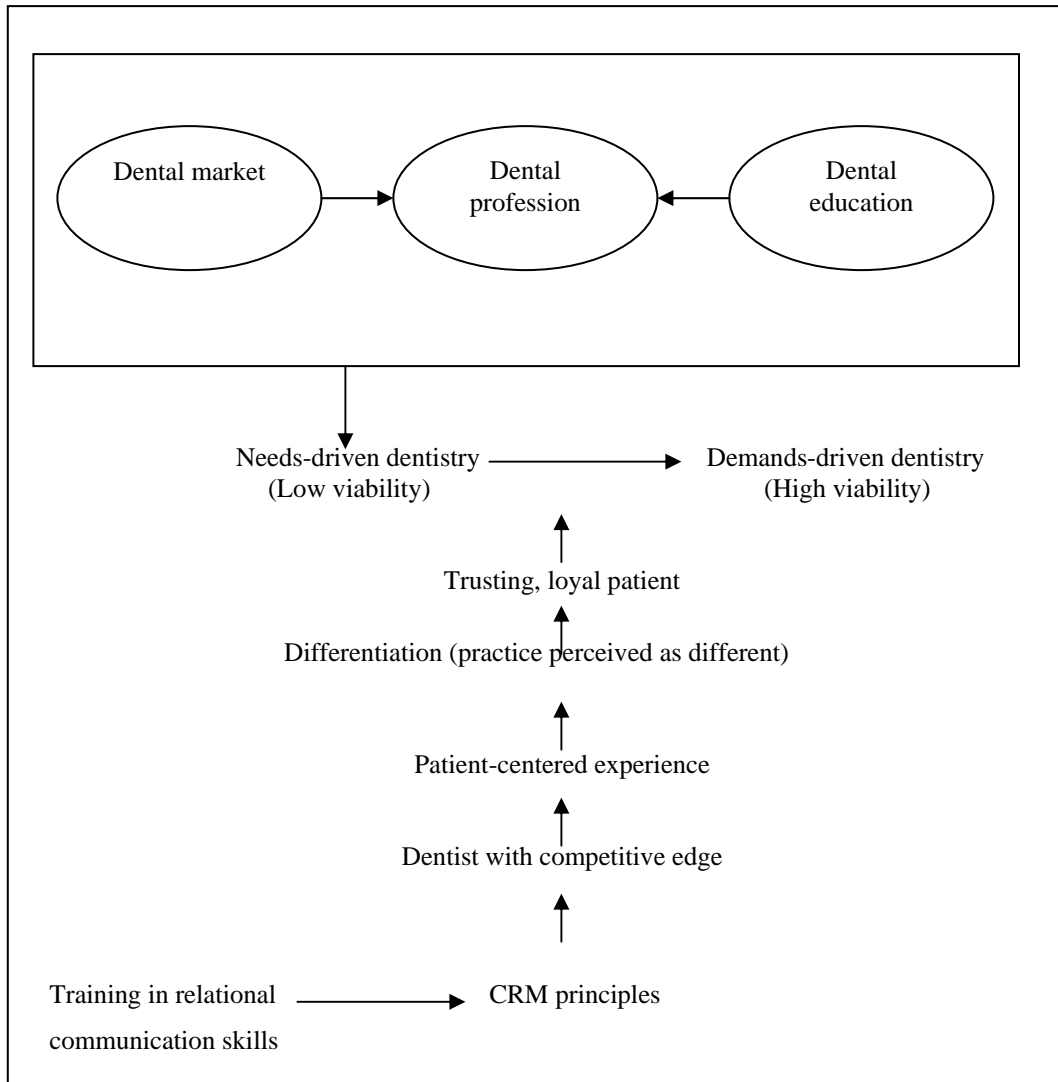 Dental market
Dental
profession
Dental
education
Needs-driven dentistry
(Low viability)
Demands-driven dentistry
(High viability)
Trusting, loyal patient
Differentiation (practice perceived as different)
Patient-centered experience
Dentist with competitive edge
Training in relational
communication skills
CRM principles